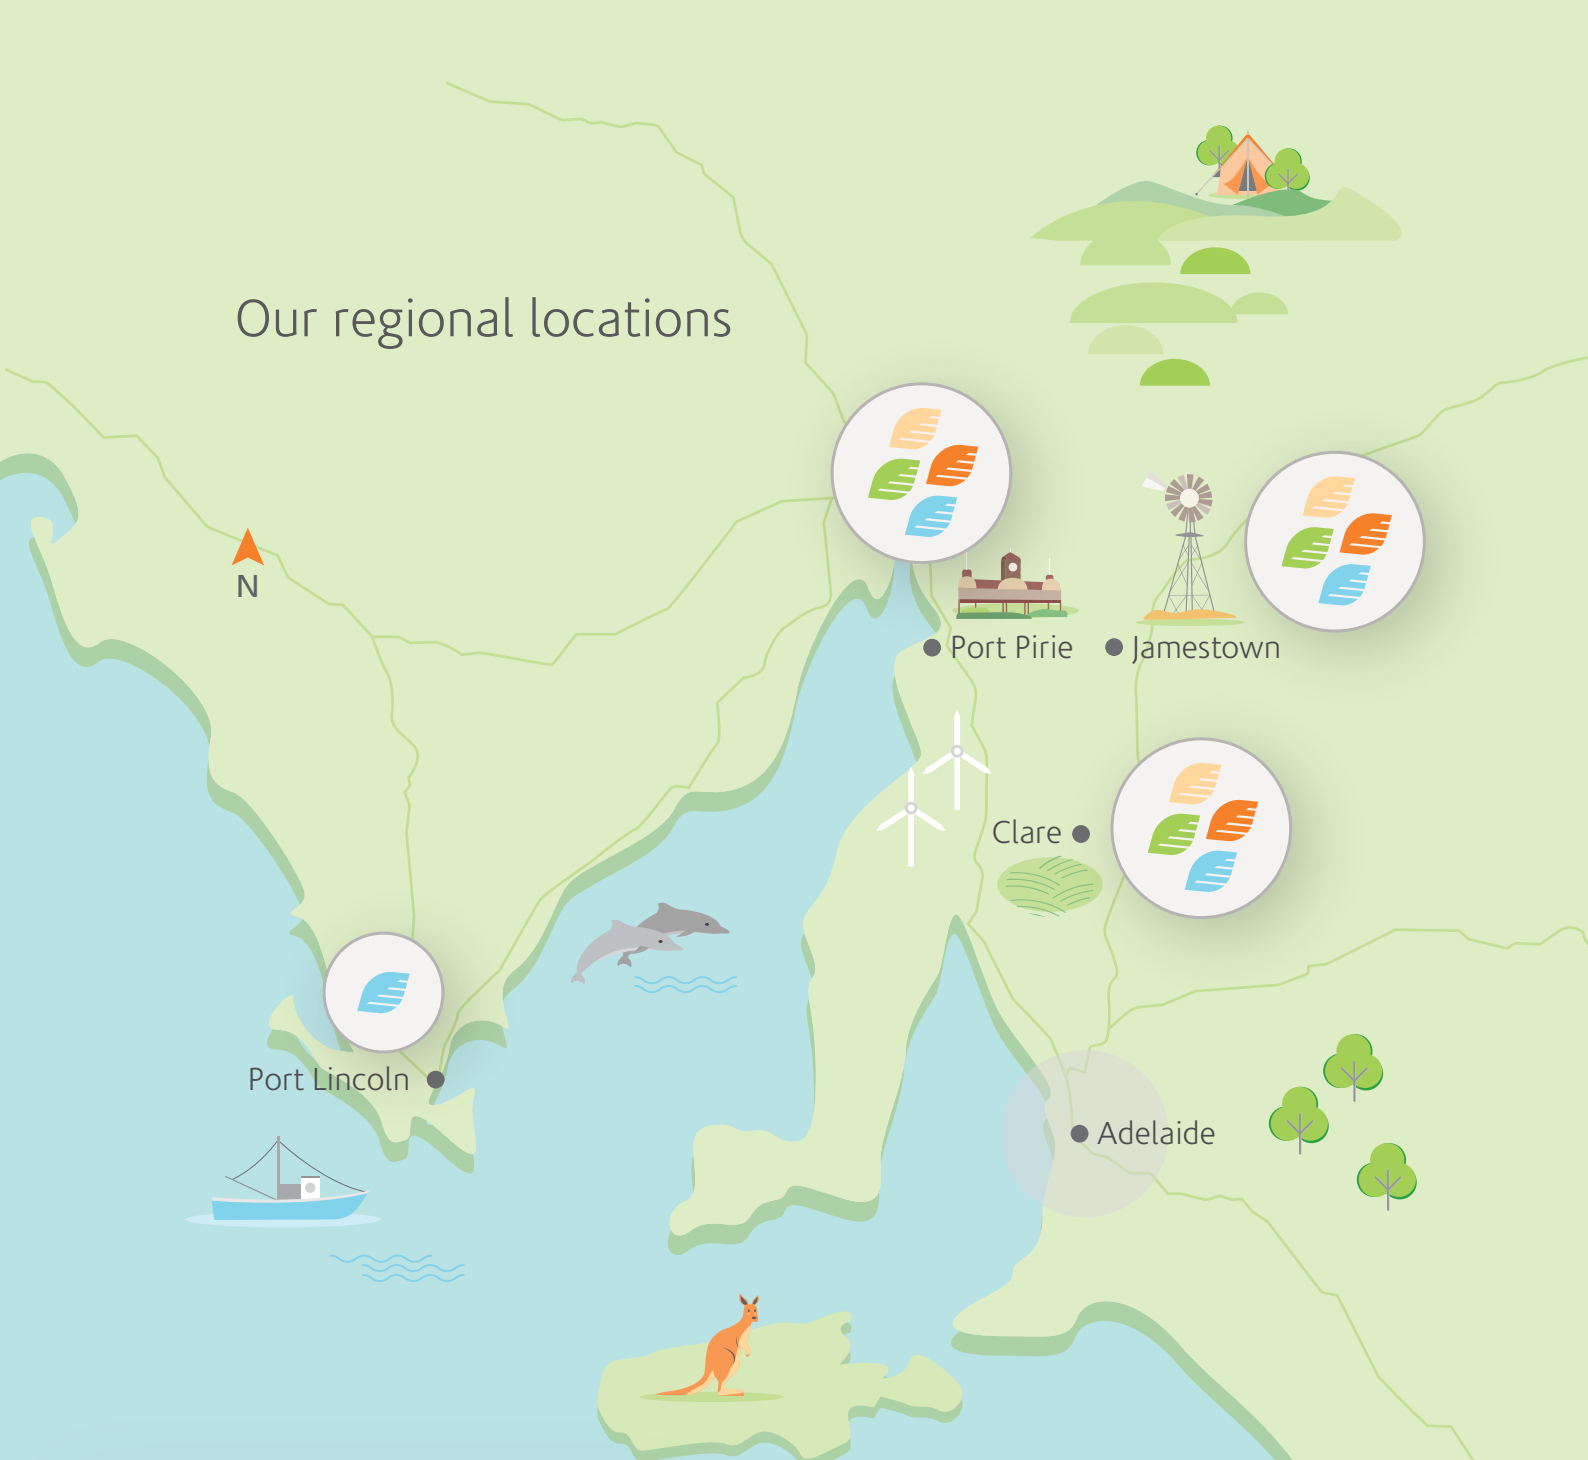 Our regional locations
N
Port Pirie
Jamestown
Clare
Port Lincoln
Adelaide